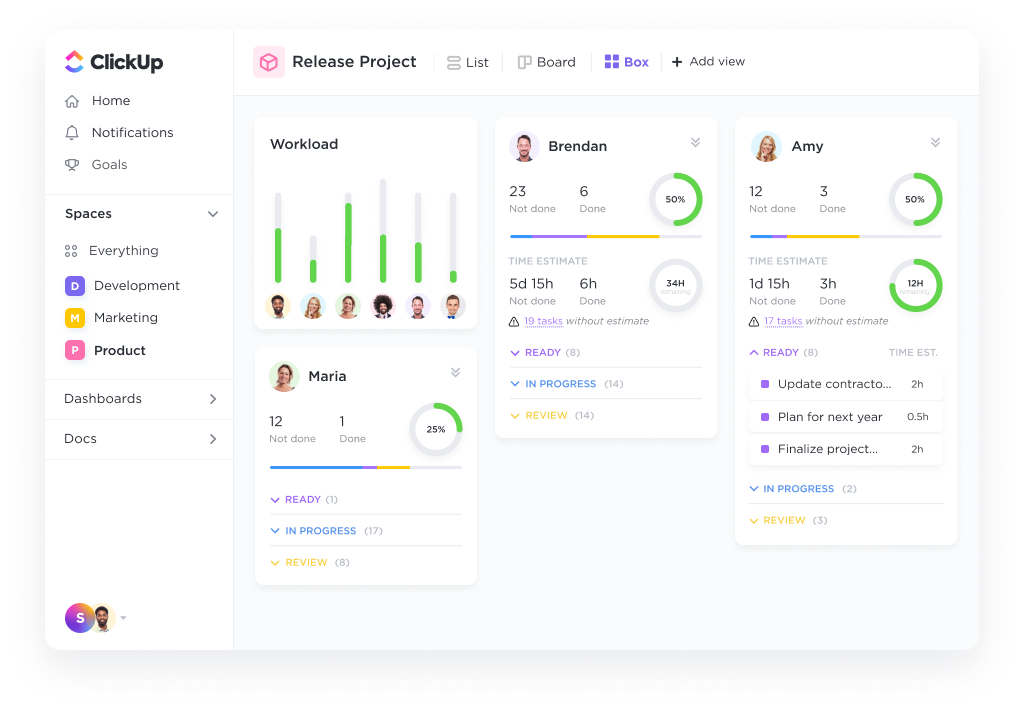 ClickUp
Home
Notifications
Goals
Spaces
Everything
D Development
M Marketing
P Product
Dashboards
Docs
S
Release Project
List
Board
Box
+ Add view
Workload
Maria
12 1
Not done Done
25%
READY (1)
IN PROGRESS (17)
REVIEW (8)
Brendan
23 6
Not done Done
50%
TIME ESTIMATE
5d 15h 6h
Not done Done
34H
remaining
19 tasks without estimate
READY (8)
IN PROGRESS (14)
REVIEW (14)
Amy
12 3
Not done Done
50%
TIME ESTIMATE
1d 15h 3h
Not done Done
12H
remaining
17 tasks without estimate
READY (8) TIME EST.
Update contracto... 2h
Plan for next year 0.5h
Finalize project... 2h
IN PROGRESS (2)
REVIEW (3)